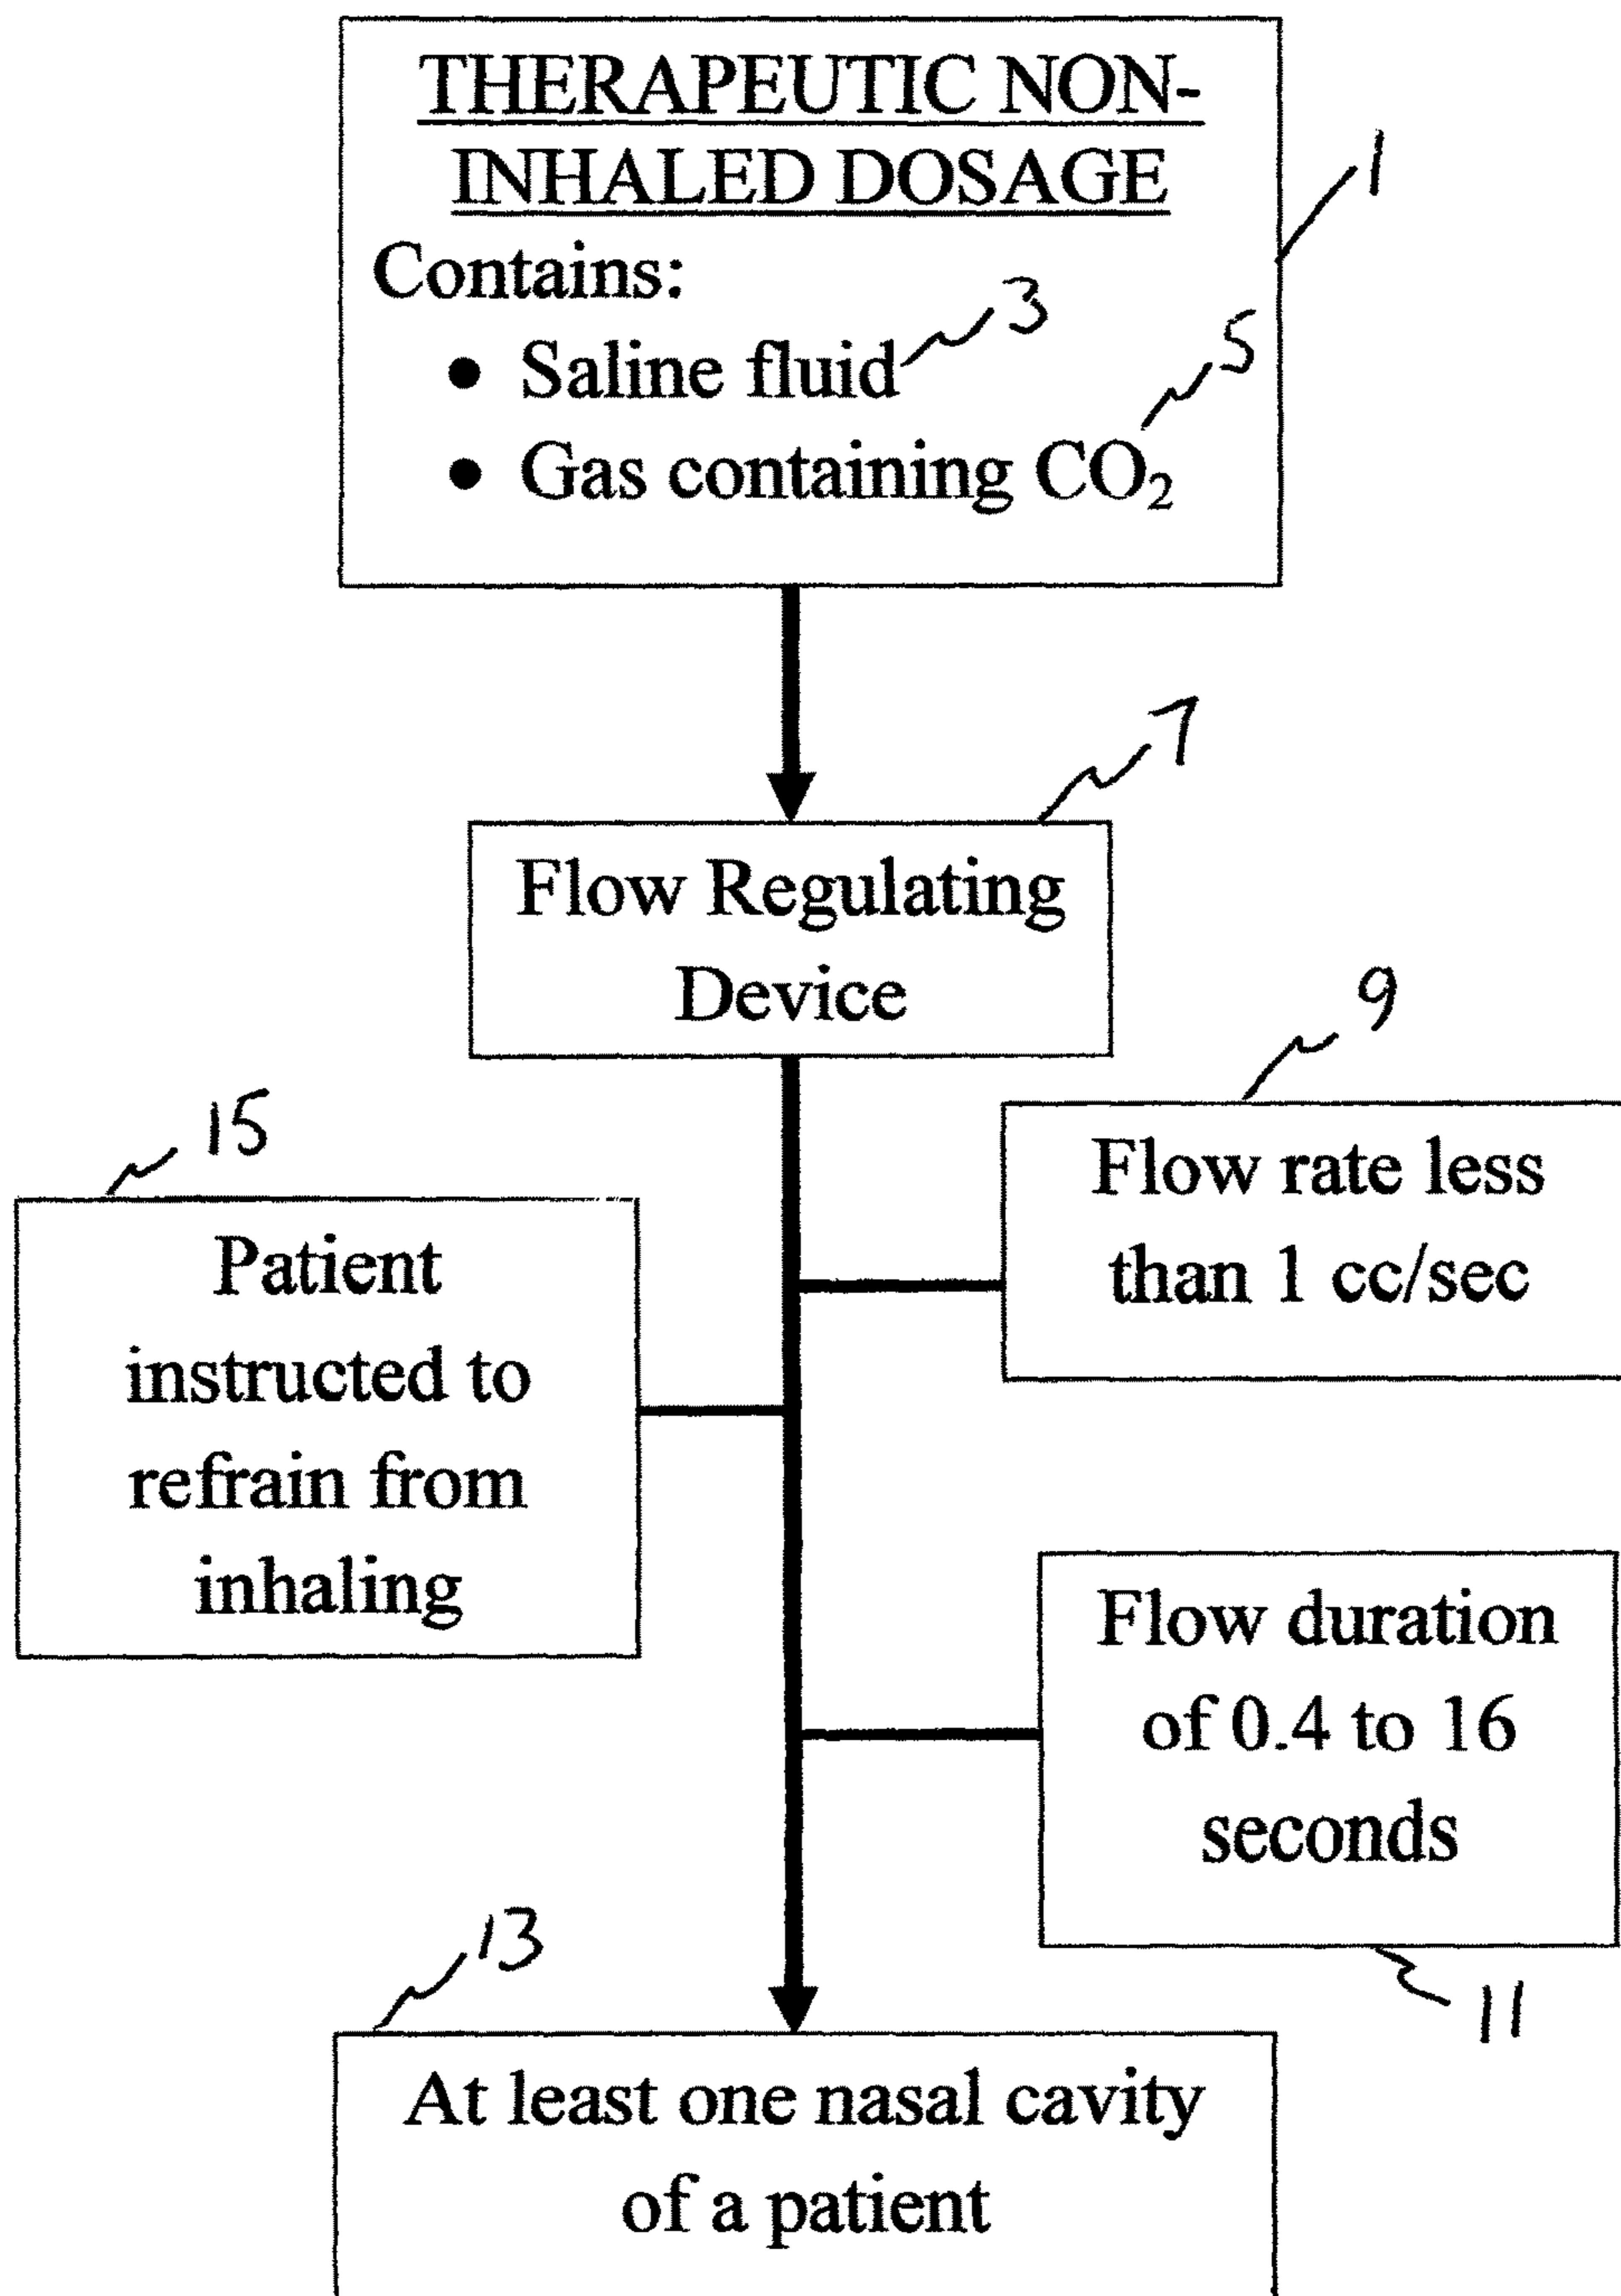 THERAPEUTIC NON-
INHALED DOSAGE
1
Contains:
3
• Saline fluid
5
• Gas containing CO₂
7
Flow Regulating
Device
9
Flow rate less
than 1 cc/sec
15
Patient
instructed to
refrain from
inhaling
Flow duration
of 0.4 to 16
seconds
11
13
At least one nasal cavity
of a patient